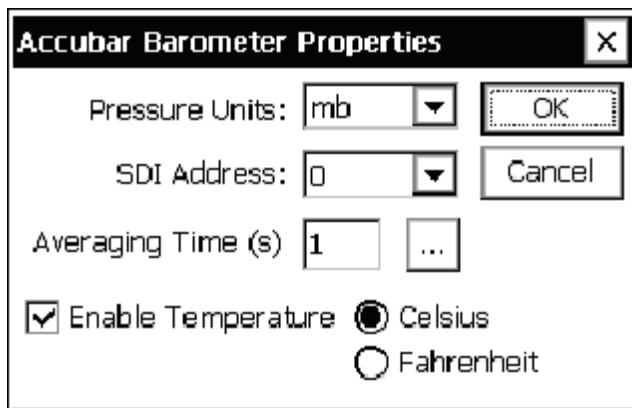 Accubar Barometer Properties
Pressure Units: mb OK
SDI Address: 0 Cancel
Averaging Time (s) 1 ...
Enable Temperature Celsius
Fahrenheit